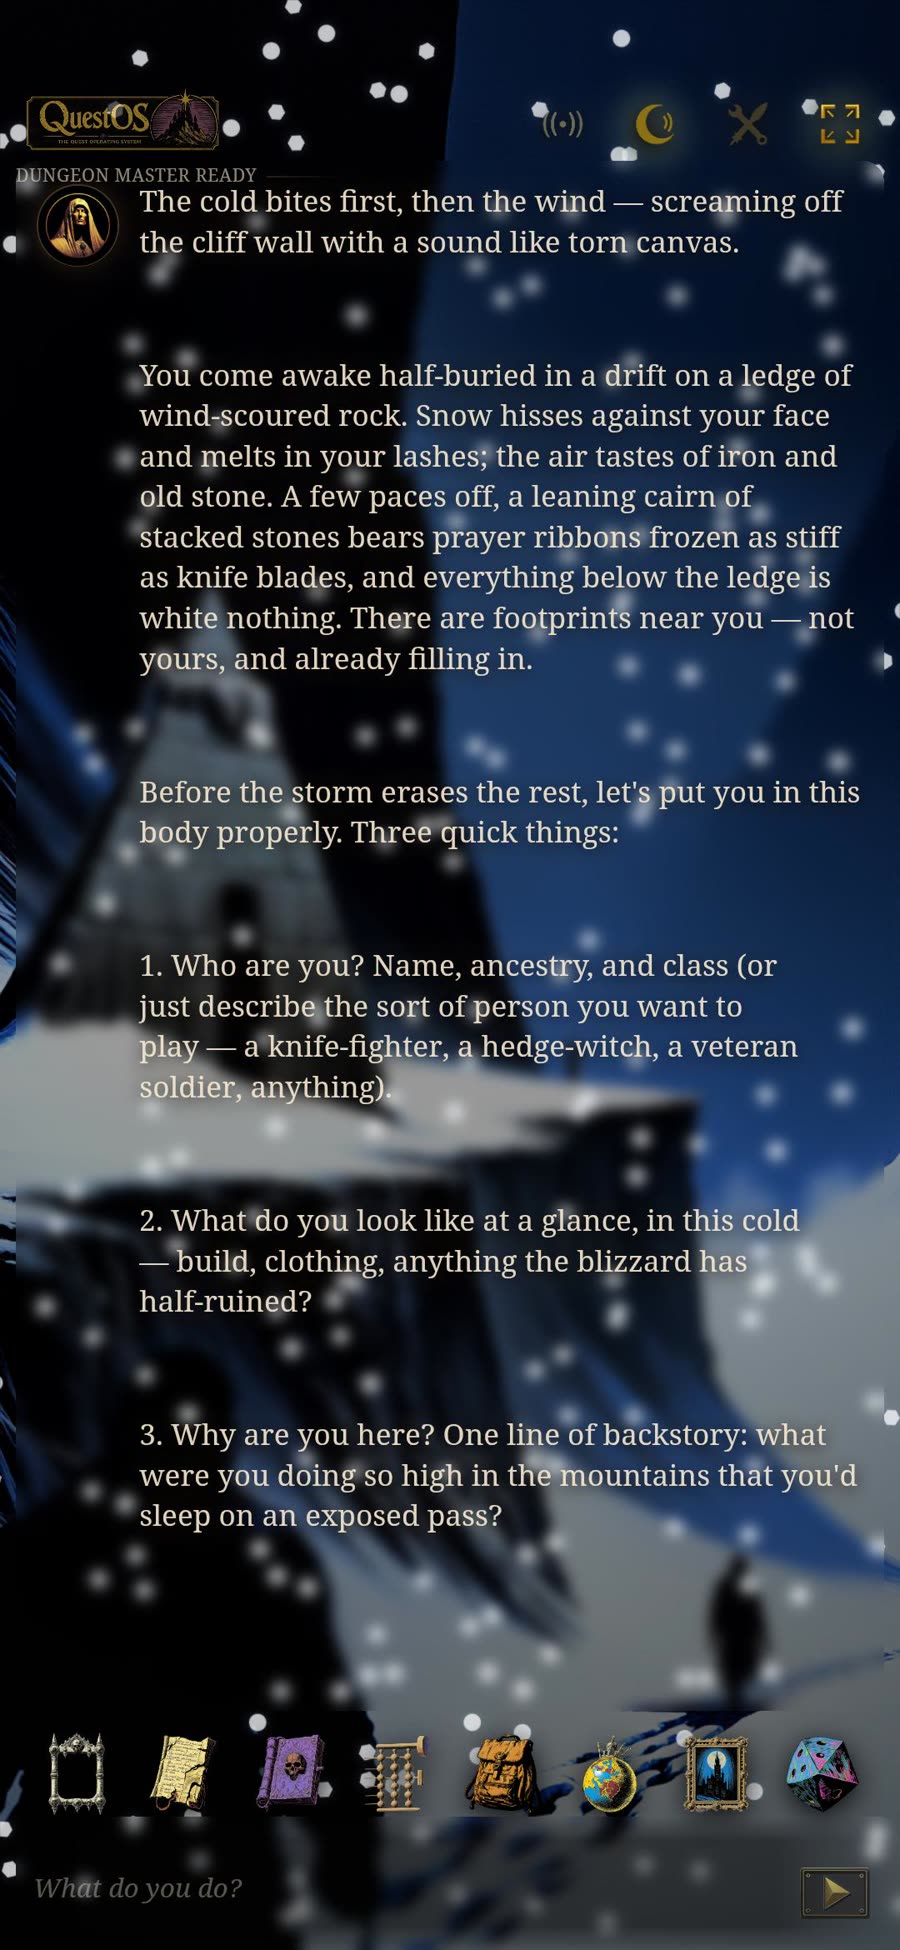 QuestOS
THE QUEST OPERATING SYSTEM
DUNGEON MASTER READY
The cold bites first, then the wind — screaming off
the cliff wall with a sound like torn canvas.
You come awake half-buried in a drift on a ledge of
wind-scoured rock. Snow hisses against your face
and melts in your lashes; the air tastes of iron and
old stone. A few paces off, a leaning cairn of
stacked stones bears prayer ribbons frozen as stiff
as knife blades, and everything below the ledge is
white nothing. There are footprints near you — not
yours, and already filling in.
Before the storm erases the rest, let's put you in this
body properly. Three quick things:
1. Who are you? Name, ancestry, and class (or
just describe the sort of person you want to
play — a knife-fighter, a hedge-witch, a veteran
soldier, anything).
2. What do you look like at a glance, in this cold
— build, clothing, anything the blizzard has
half-ruined?
3. Why are you here? One line of backstory: what
were you doing so high in the mountains that you'd
sleep on an exposed pass?
What do you do?